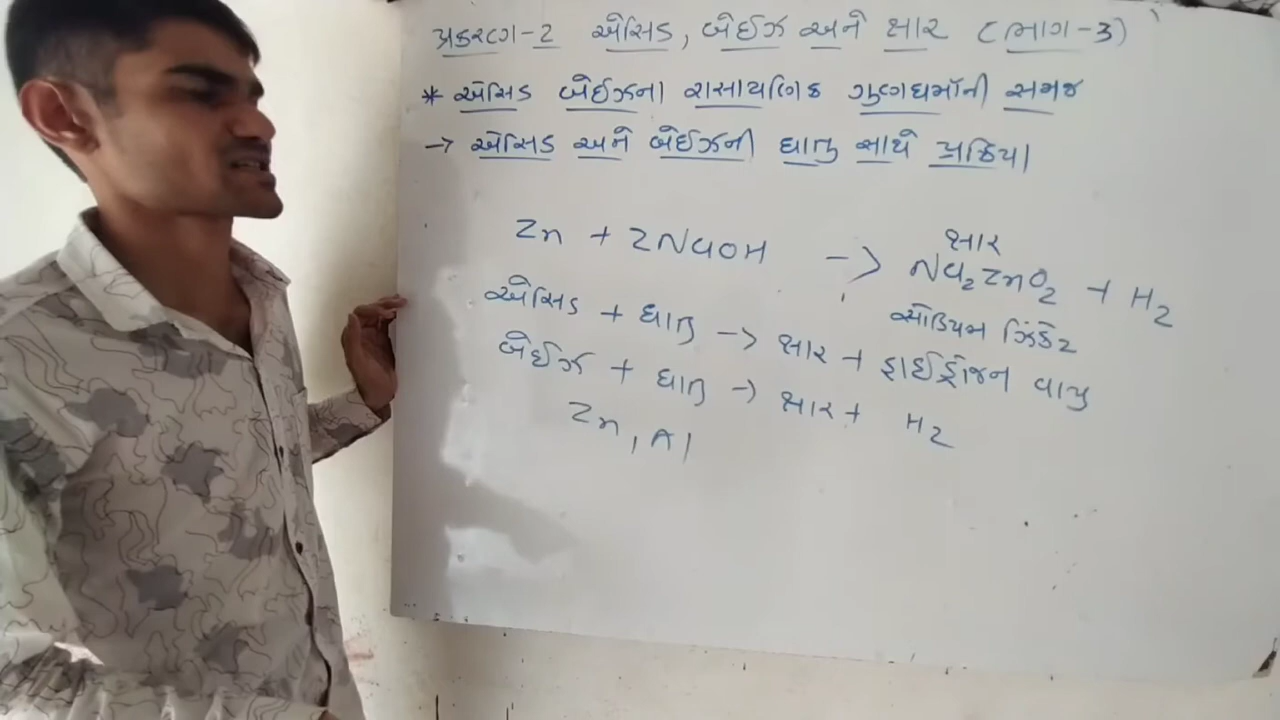 પ્રકરણ-2 એસિડ, બેઈઝ અને ક્ષાર (ભાગ-3)
* એસિડ બેઈઝના રાસાયણિક ગુણધર્મોની સમજ
→ એસિડ અને બેઈઝની ધાતુ સાથે પ્રક્રિયા
ક્ષાર
Zn + 2NaOH → Na₂ZnO₂ + H₂
સોડિયમ ઝિંકેટ
એસિડ + ધાતુ → ક્ષાર + હાઈડ્રોજન વાયુ
બેઈઝ + ધાતુ → ક્ષાર + H₂
Zn, Al